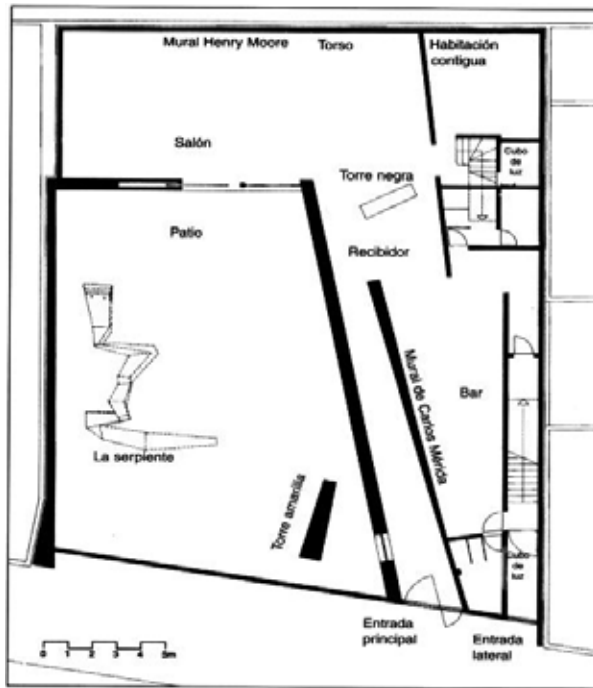 Mural Henry Moore
Torso
Habitación
contigua
Salón
Cubo
de
luz
Torre negra
Patio
Recibidor
Mural de Carlos Mérida
Bar
La serpiente
Torre amarilla
Cubo
de
luz
Entrada
principal
Entrada
lateral
0 1 2 3 4 5m